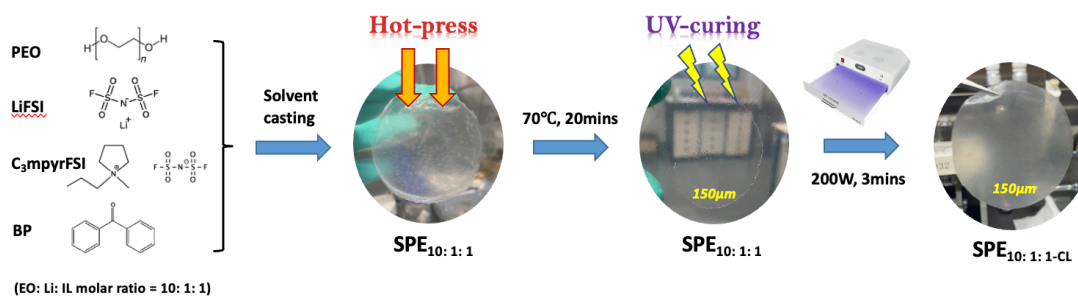 Hot-press
UV-curing
PEO
H O O H n
LiFSI
F S N⁻ S F O O O O Li⁺
C₃mpyrFSI
N⊕ F S N⊖ S F O O O O
BP
O
Solvent
casting
70℃, 20mins
200W, 3mins
150μm
150μm
SPE10: 1: 1
SPE10: 1: 1
SPE10: 1: 1-CL
(EO: Li: IL molar ratio = 10: 1: 1)